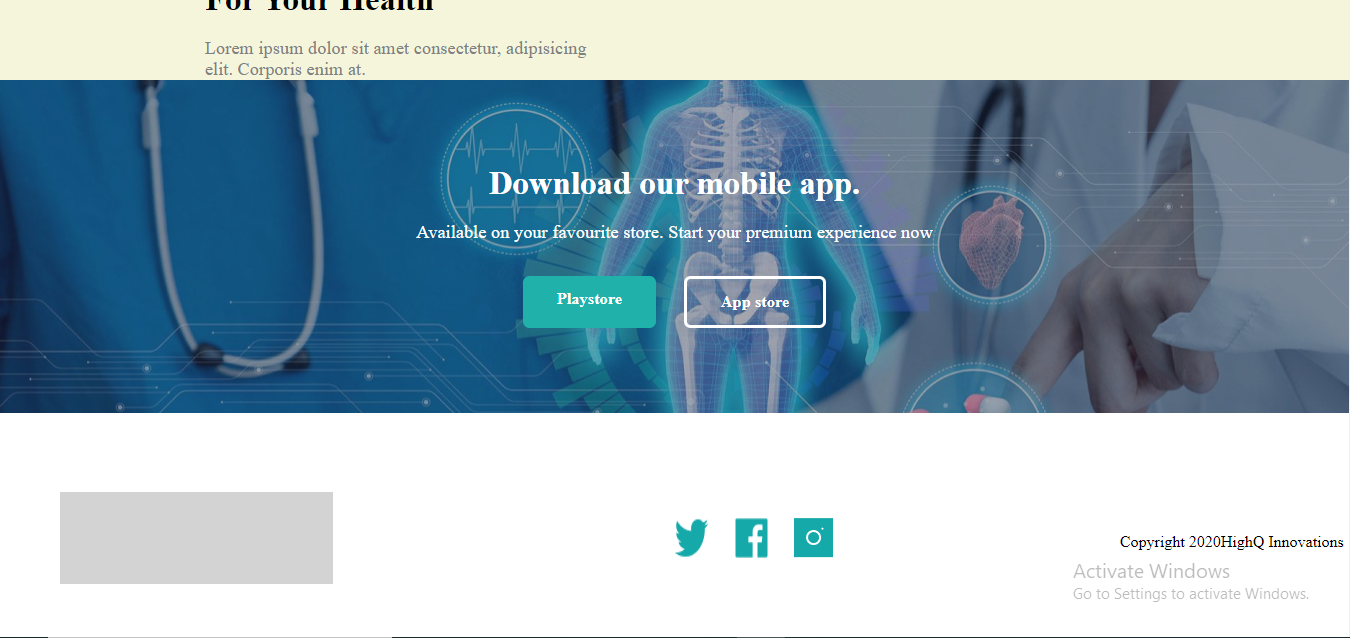 For Your Health
Lorem ipsum dolor sit amet consectetur, adipisicing
elit. Corporis enim at.
Download our mobile app.
Available on your favourite store. Start your premium experience now
Playstore
App store
Copyright 2020HighQ Innovations
Activate Windows
Go to Settings to activate Windows.